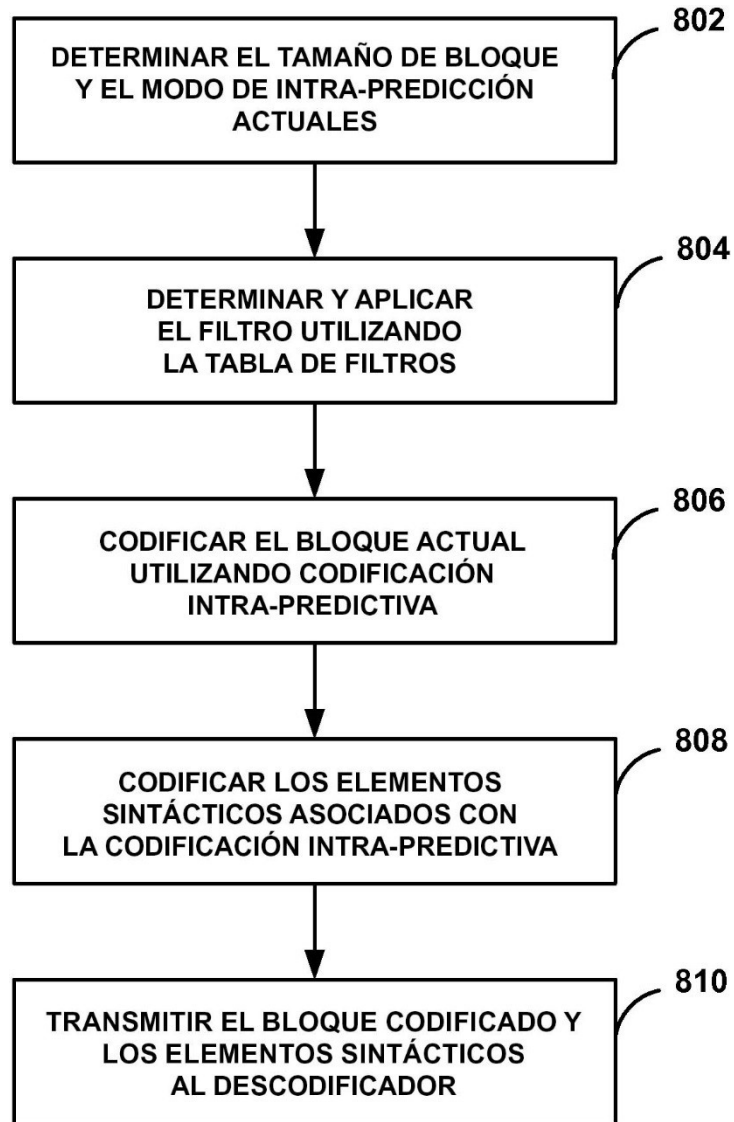 802
DETERMINAR EL TAMAÑO DE BLOQUE
Y EL MODO DE INTRA-PREDICCIÓN
ACTUALES
804
DETERMINAR Y APLICAR
EL FILTRO UTILIZANDO
LA TABLA DE FILTROS
806
CODIFICAR EL BLOQUE ACTUAL
UTILIZANDO CODIFICACIÓN
INTRA-PREDICTIVA
808
CODIFICAR LOS ELEMENTOS
SINTÁCTICOS ASOCIADOS CON
LA CODIFICACIÓN INTRA-PREDICTIVA
810
TRANSMITIR EL BLOQUE CODIFICADO Y
LOS ELEMENTOS SINTÁCTICOS
AL DESCODIFICADOR